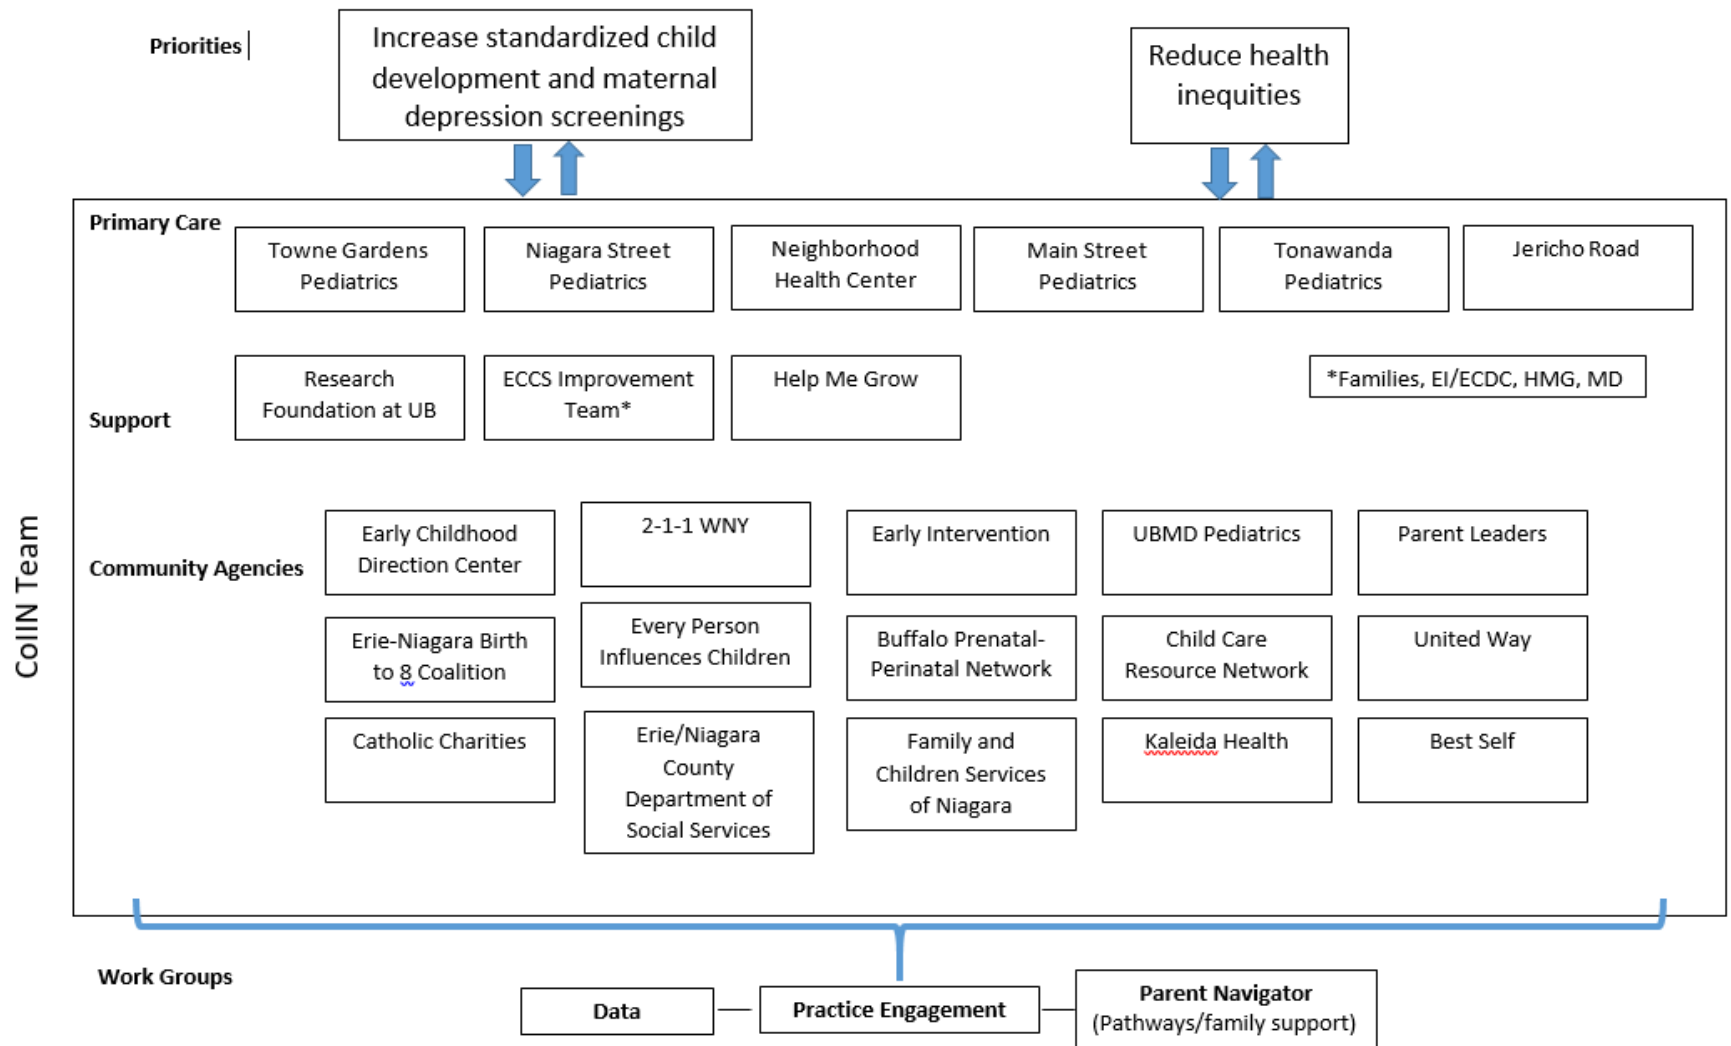 Priorities
Increase standardized child
development and maternal
depression screenings
Reduce health
inequities
CoIIN Team
Primary Care
Towne Gardens
Pediatrics
Niagara Street
Pediatrics
Neighborhood
Health Center
Main Street
Pediatrics
Tonawanda
Pediatrics
Jericho Road
Support
Research
Foundation at UB
ECCS Improvement
Team*
Help Me Grow
*Families, EI/ECDC, HMG, MD
Community Agencies
Early Childhood
Direction Center
2-1-1 WNY
Early Intervention
UBMD Pediatrics
Parent Leaders
Erie-Niagara Birth
to 8 Coalition
Every Person
Influences Children
Buffalo Prenatal-
Perinatal Network
Child Care
Resource Network
United Way
Catholic Charities
Erie/Niagara
County
Department of
Social Services
Family and
Children Services
of Niagara
Kaleida Health
Best Self
Work Groups
Data
Practice Engagement
Parent Navigator
(Pathways/family support)